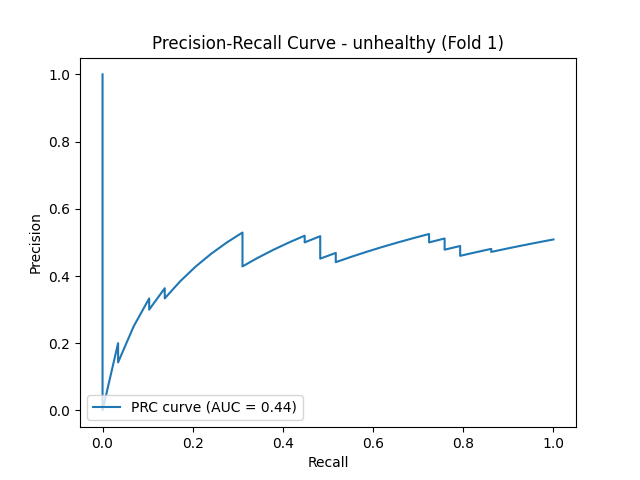 Precision-Recall Curve - unhealthy (Fold 1)
1.0
0.8
0.6
0.4
0.2
0.0
Precision
PRC curve (AUC = 0.44)
0.0 0.2 0.4 0.6 0.8 1.0
Recall